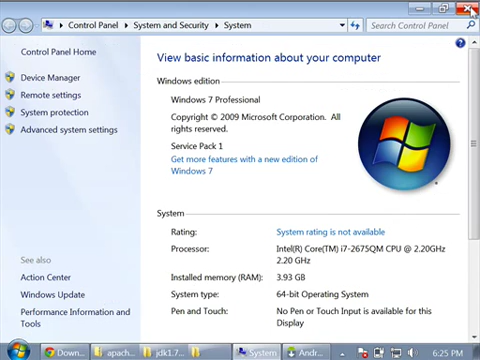 Control Panel ▸ System and Security ▸ System
Search Control Panel
Control Panel Home
Device Manager
Remote settings
System protection
Advanced system settings
See also
Action Center
Windows Update
Performance Information and
Tools
View basic information about your computer
Windows edition
Windows 7 Professional
Copyright © 2009 Microsoft Corporation. All
rights reserved.
Service Pack 1
Get more features with a new edition of
Windows 7
System
Rating:
System rating is not available
Processor:
Intel(R) Core(TM) i7-2675QM CPU @ 2.20GHz
2.20 GHz
Installed memory (RAM):
3.93 GB
System type:
64-bit Operating System
Pen and Touch:
No Pen or Touch Input is available for this
Display
Down...
apach...
jdk1.7...
System
Andr...
6:25 PM